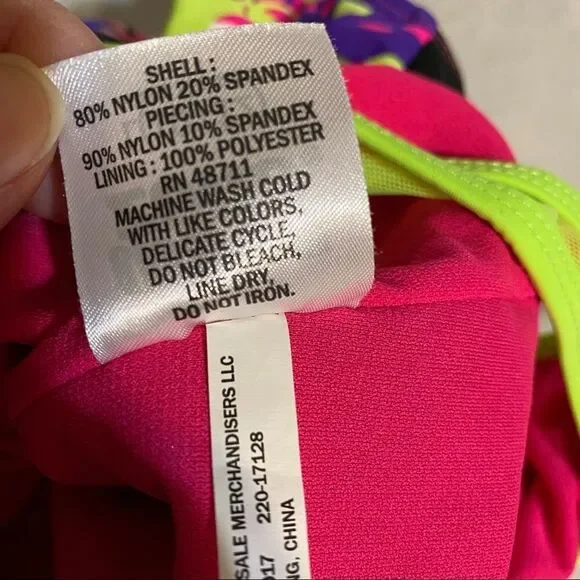 SHELL :
80% NYLON 20% SPANDEX
PIECING :
90% NYLON 10% SPANDEX
LINING : 100% POLYESTER
RN 48711
MACHINE WASH COLD
WITH LIKE COLORS,
DELICATE CYCLE,
DO NOT BLEACH,
LINE DRY,
DO NOT IRON.
SALE MERCHANDISERS LLC
17 220-17128
G, CHINA